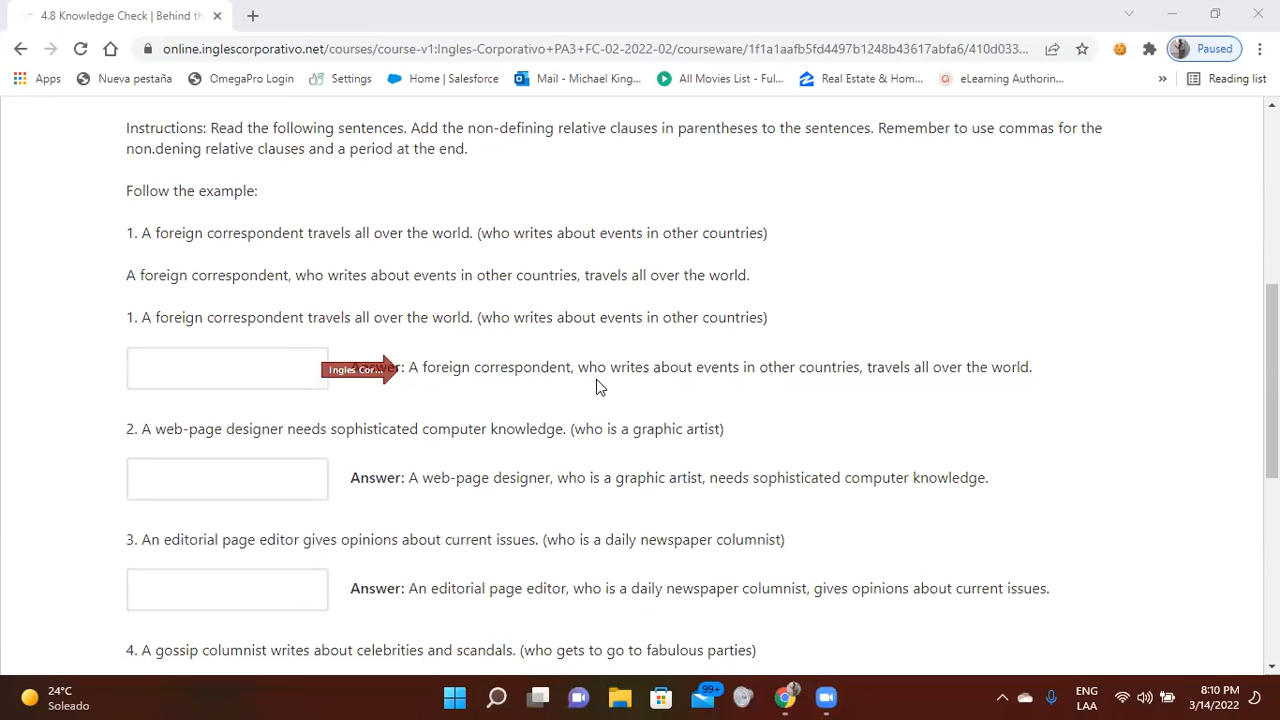 4.8 Knowledge Check | Behind th
online.inglescorporativo.net/courses/course-v1:Ingles-Corporativo+PA3+FC-02-2022-02/courseware/1f1a1aafb5fd4497b1248b43617abfa6/410d033...
Paused
Apps Nueva pestaña OmegaPro Login Settings Home | Salesforce Mail - Michael King... All Movies List - Ful... Real Estate & Hom... eLearning Authorin... » Reading list
Instructions: Read the following sentences. Add the non-defining relative clauses in parentheses to the sentences. Remember to use commas for the
non.dening relative clauses and a period at the end.
Follow the example:
1. A foreign correspondent travels all over the world. (who writes about events in other countries)
A foreign correspondent, who writes about events in other countries, travels all over the world.
1. A foreign correspondent travels all over the world. (who writes about events in other countries)
Ingles Cor... r: A foreign correspondent, who writes about events in other countries, travels all over the world.
2. A web-page designer needs sophisticated computer knowledge. (who is a graphic artist)
Answer: A web-page designer, who is a graphic artist, needs sophisticated computer knowledge.
3. An editorial page editor gives opinions about current issues. (who is a daily newspaper columnist)
Answer: An editorial page editor, who is a daily newspaper columnist, gives opinions about current issues.
4. A gossip columnist writes about celebrities and scandals. (who gets to go to fabulous parties)
24°C
Soleado
99+
ENG
LAA
8:10 PM
3/14/2022